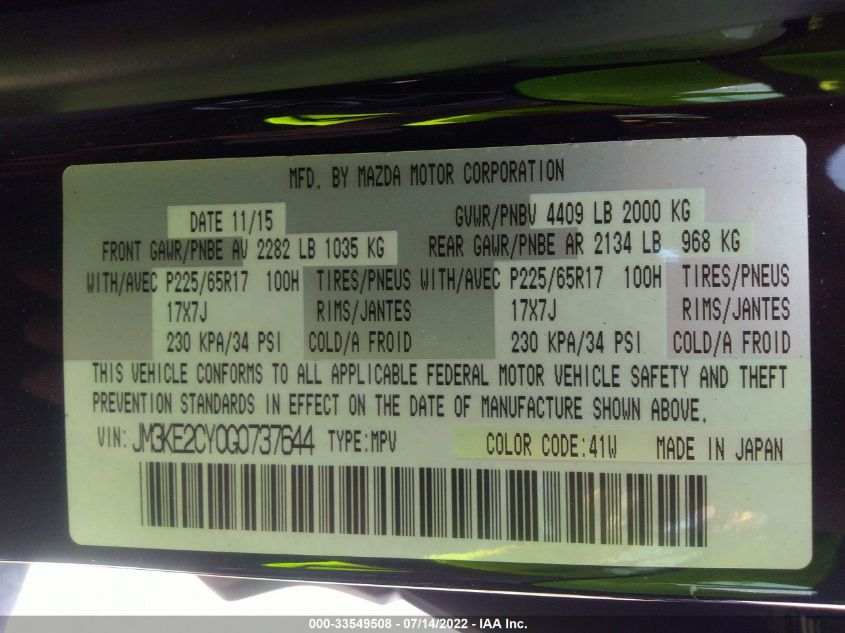 MFD. BY MAZDA MOTOR CORPORATION
DATE 11/15 GVWR/PNBV 4409 LB 2000 KG
FRONT GAWR/PNBE AV 2282 LB 1035 KG REAR GAWR/PNBE AR 2134 LB 968 KG
WITH/AVEC P225/65R17 100H TIRES/PNEUS WITH/AVEC P225/65R17 100H TIRES/PNEUS
17X7J RIMS/JANTES 17X7J RIMS/JANTES
230 KPA/34 PSI COLD/A FROID 230 KPA/34 PSI COLD/A FROID
THIS VEHICLE CONFORMS TO ALL APPLICABLE FEDERAL MOTOR VEHICLE SAFETY AND THEFT
PREVENTION STANDARDS IN EFFECT ON THE DATE OF MANUFACTURE SHOWN ABOVE.
VIN: JM3KE2CY0G0737644 TYPE:MPV COLOR CODE:41W MADE IN JAPAN
000-33549508 - 07/14/2022 - IAA Inc.